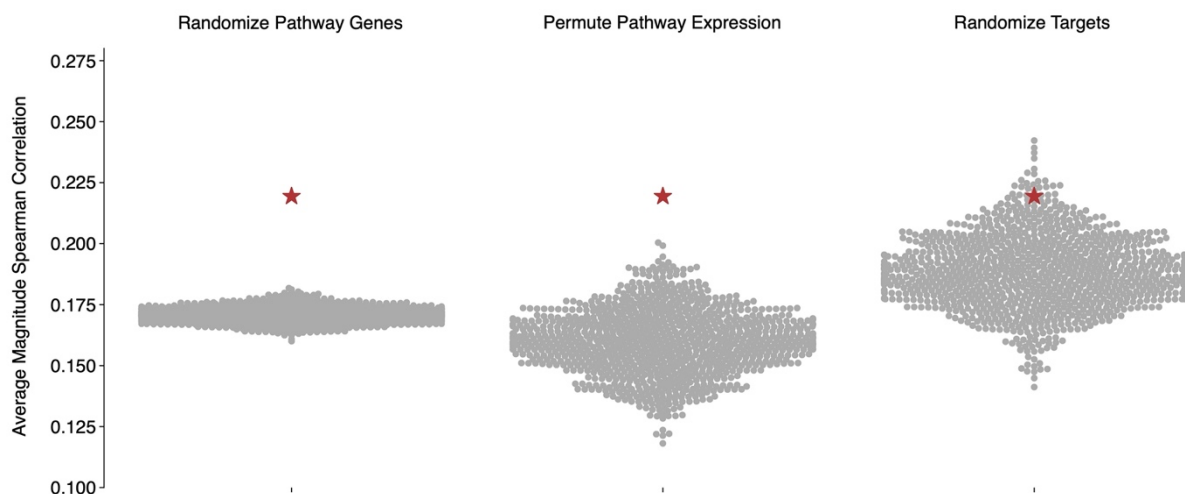 Randomize Pathway Genes
Permute Pathway Expression
Randomize Targets
Average Magnitude Spearman Correlation
0.275
0.250
0.225
0.200
0.175
0.150
0.125
0.100